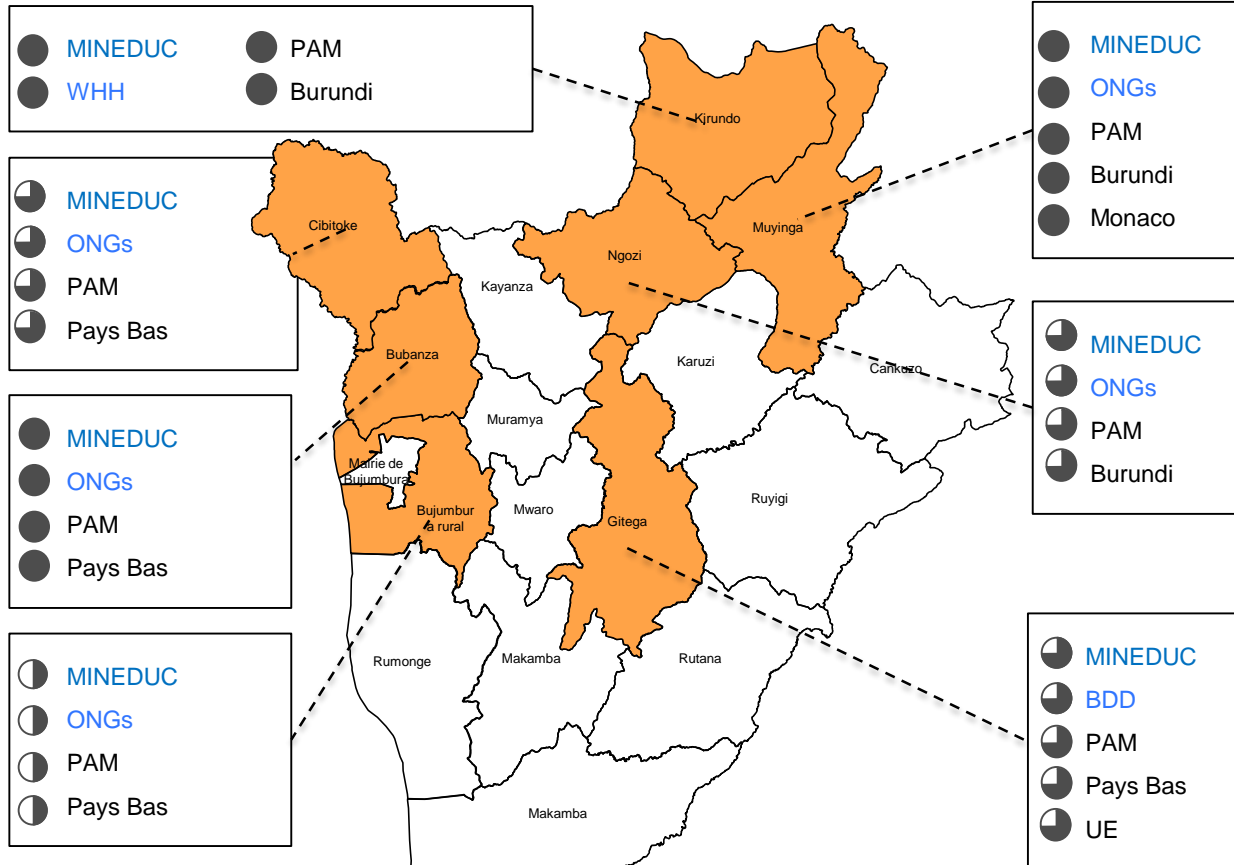 MINEDUC
WHH
PAM
Burundi
MINEDUC
ONGs
PAM
Pays Bas
MINEDUC
ONGs
PAM
Pays Bas
MINEDUC
ONGs
PAM
Pays Bas
Kirundo
Cibitoke
Muyinga
Ngozi
Kayanza
Bubanza
Karuzi
Cankuzo
Muramya
Mairie de
Bujumbura
Bujumbur
a rural
Mwaro
Gitega
Ruyigi
Rumonge
Makamba
Rutana
Makamba
MINEDUC
ONGs
PAM
Burundi
Monaco
MINEDUC
ONGs
PAM
Burundi
MINEDUC
BDD
PAM
Pays Bas
UE